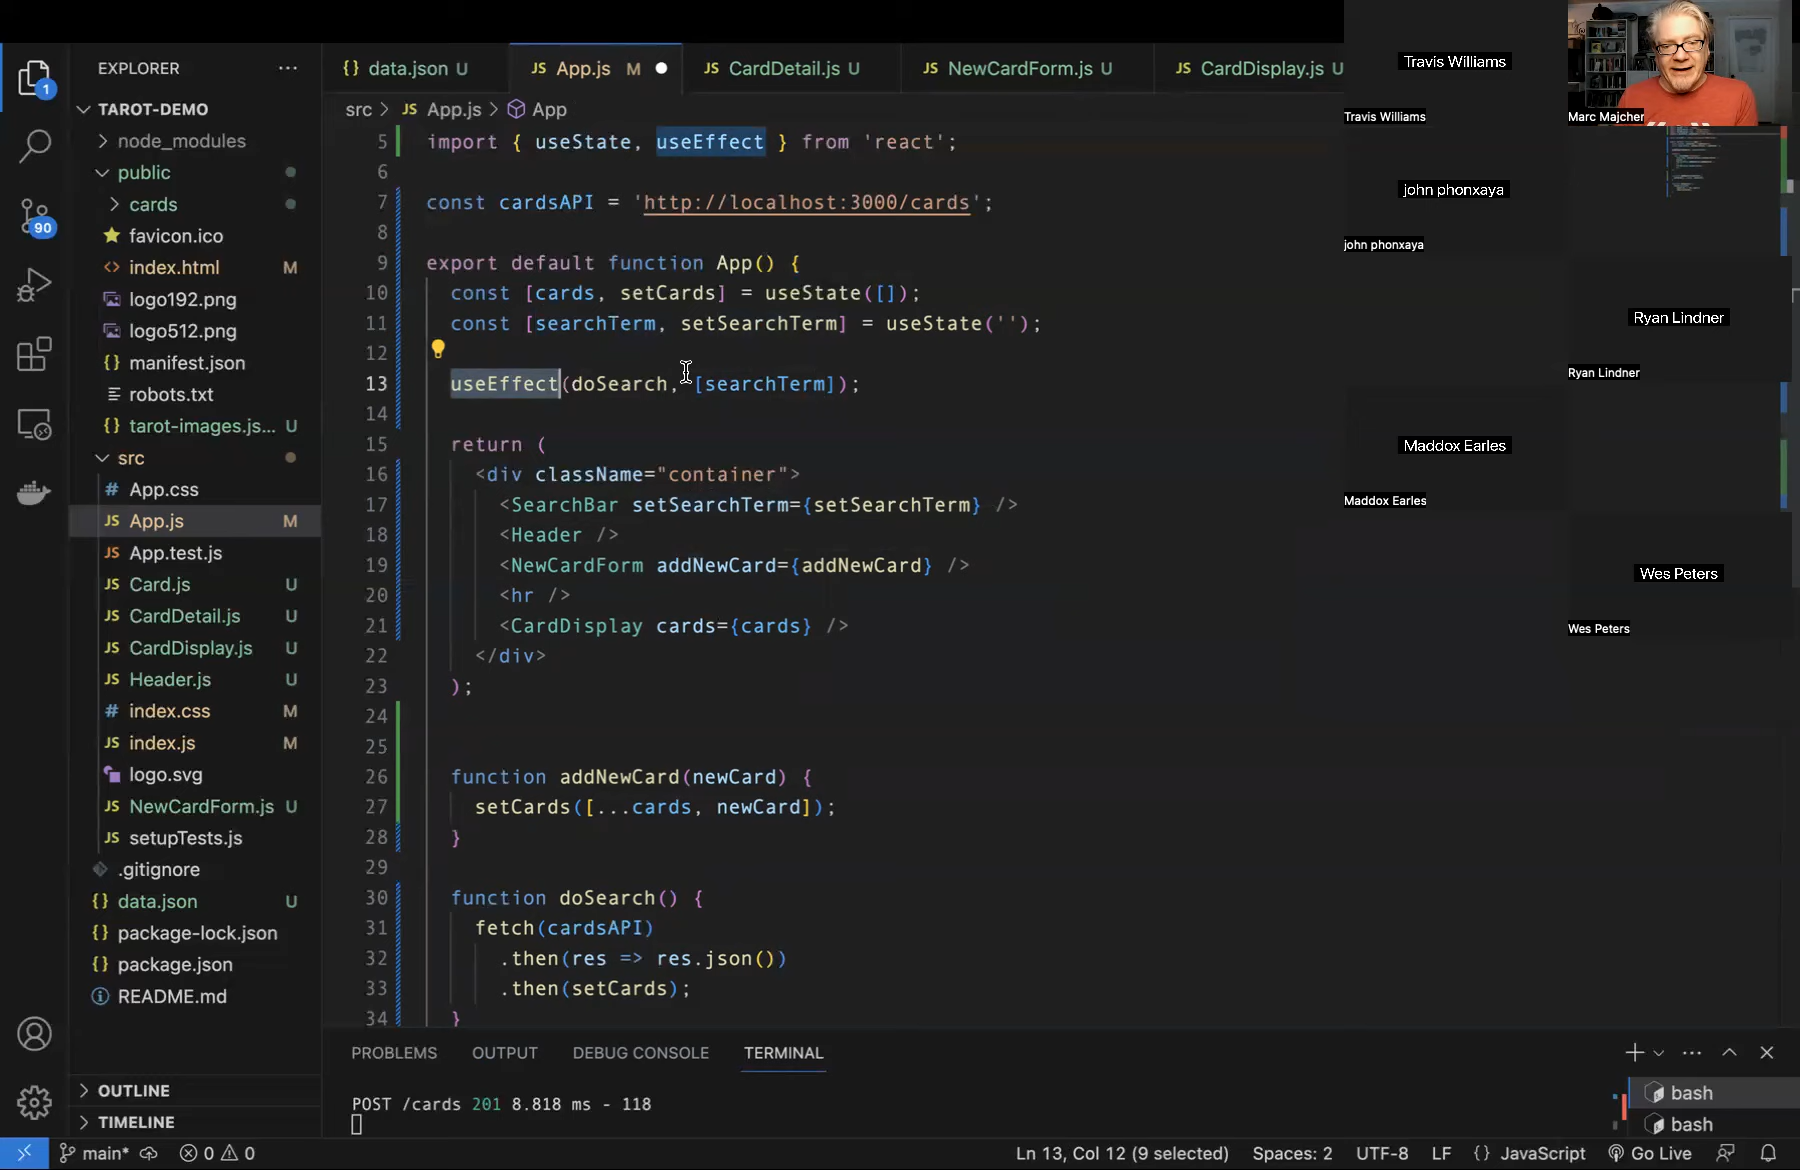 EXPLORER
TAROT-DEMO
node_modules
public
cards
favicon.ico
index.html M
logo192.png
logo512.png
manifest.json
robots.txt
tarot-images.js... U
src
App.css
App.js M
App.test.js
Card.js U
CardDetail.js U
CardDisplay.js U
Header.js U
index.css M
index.js M
logo.svg
NewCardForm.js U
setupTests.js
.gitignore
data.json U
package-lock.json
package.json
README.md
OUTLINE
TIMELINE
1
90
data.json U
App.js M
CardDetail.js U
NewCardForm.js U
CardDisplay.js U
src > JS App.js > App
5 import { useState, useEffect } from 'react';
6
7 const cardsAPI = 'http://localhost:3000/cards';
8
9 export default function App() {
10 const [cards, setCards] = useState([]);
11 const [searchTerm, setSearchTerm] = useState('');
12
13 useEffect(doSearch, [searchTerm]);
14
15 return (
16 <div className="container">
17 <SearchBar setSearchTerm={setSearchTerm} />
18 <Header />
19 <NewCardForm addNewCard={addNewCard} />
20 <hr />
21 <CardDisplay cards={cards} />
22 </div>
23 );
24
25
26 function addNewCard(newCard) {
27 setCards([...cards, newCard]);
28 }
29
30 function doSearch() {
31 fetch(cardsAPI)
32 .then(res => res.json())
33 .then(setCards);
34 }
Travis Williams
Travis Williams
Marc Majcher
john phonxaya
john phonxaya
Ryan Lindner
Ryan Lindner
Maddox Earles
Maddox Earles
Wes Peters
Wes Peters
PROBLEMS OUTPUT DEBUG CONSOLE TERMINAL
POST /cards 201 8.818 ms - 118
bash
bash
main* 0 0 Ln 13, Col 12 (9 selected) Spaces: 2 UTF-8 LF {} JavaScript Go Live